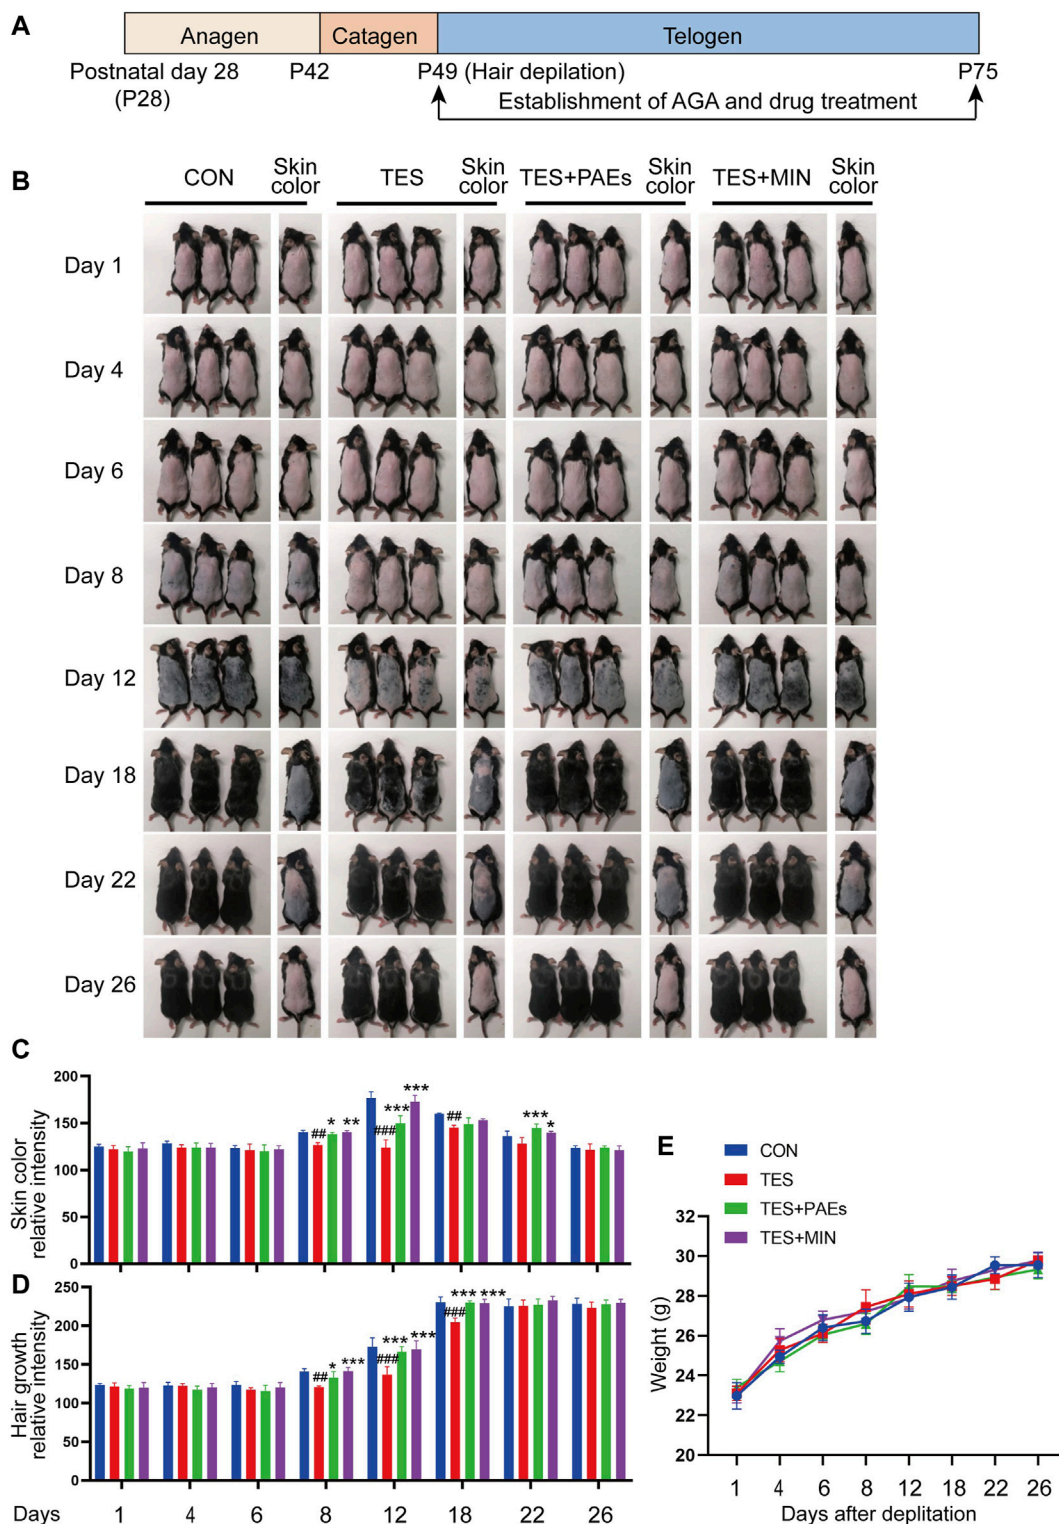 A
Anagen Catagen Telogen
Postnatal day 28 P42 P49 (Hair depilation) P75
(P28)
Establishment of AGA and drug treatment
B
CON Skin color TES Skin color TES+PAEs Skin color TES+MIN Skin color
Day 1
Day 4
Day 6
Day 8
Day 12
Day 18
Day 22
Day 26
C
Skin color
relative intensity
200
150
100
50
0
## * ** ### *** *** ## *** *
D
Hair growth
relative intensity
250
200
150
100
50
0
## * *** ### *** *** ### *** ***
Days 1 4 6 8 12 18 22 26
E
CON
TES
TES+PAEs
TES+MIN
Weight (g)
32
30
28
26
24
22
20
1 4 6 8 12 18 22 26
Days after deplitation